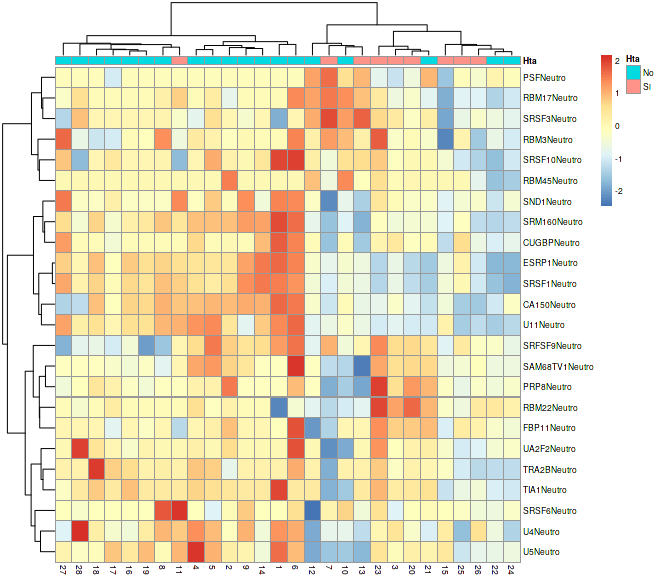 Hta
Hta
No
SI
2
1
0
-1
-2
PSFNeutro
RBM17Neutro
SRSF3Neutro
RBM3Neutro
SRSF10Neutro
RBM45Neutro
SND1Neutro
SRM160Neutro
CUGBPNeutro
ESRP1Neutro
SRSF1Neutro
CA150Neutro
U11Neutro
SRFSF9Neutro
SAM68TV1Neutro
PRP8Neutro
RBM22Neutro
FBP11Neutro
UA2F2Neutro
TRA2BNeutro
TIA1Neutro
SRSF6Neutro
U4Neutro
U5Neutro
27 28 18 17 16 19 8 11 4 5 2 9 14 1 6 12 7 10 13 23 3 20 21 15 25 26 22 24